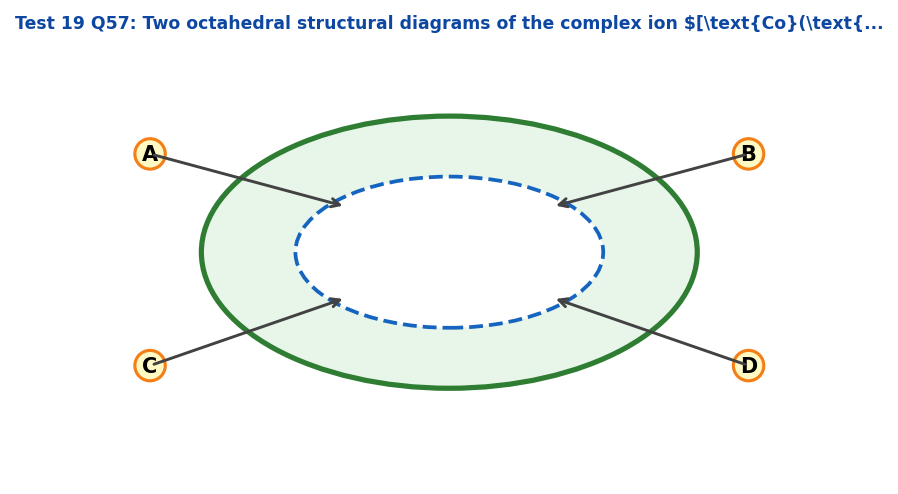 Test 19 Q57: Two octahedral structural diagrams of the complex ion $[\text{Co}(\text{...
A
B
C
D